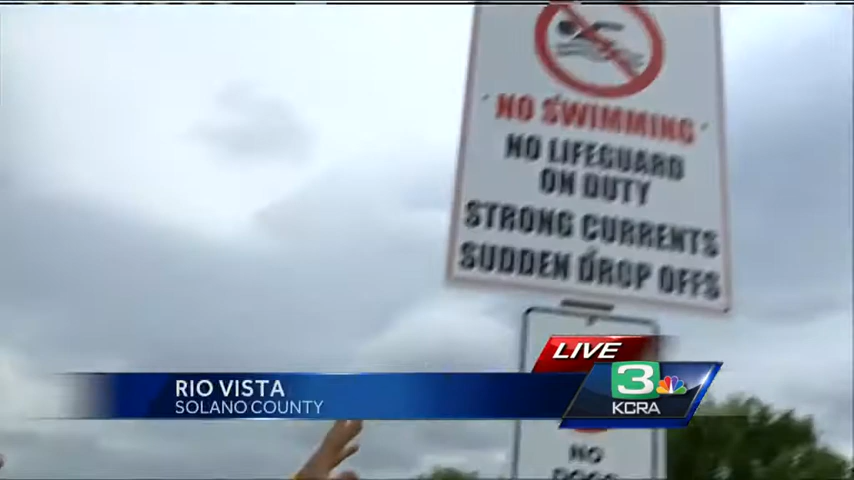 NO SWIMMING
NO LIFEGUARD
ON DUTY
STRONG CURRENTS
SUDDEN DROP OFFS
LIVE
RIO VISTA
SOLANO COUNTY
3
KCRA
NO
DOGS